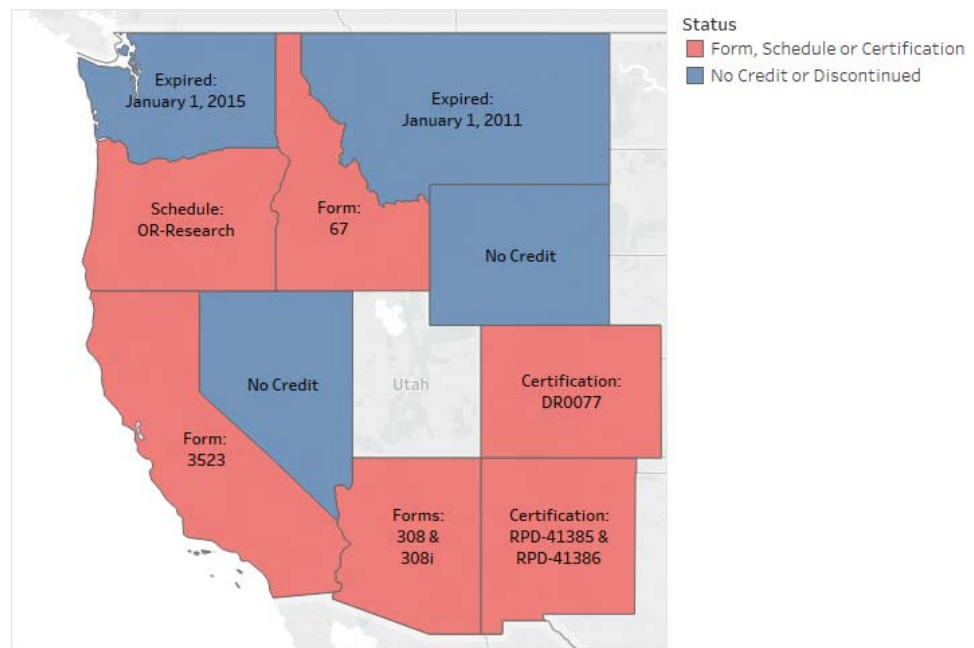 Status
Form, Schedule or Certification
No Credit or Discontinued
Expired:
January 1, 2015
Expired:
January 1, 2011
Schedule:
OR-Research
Form:
67
No Credit
No Credit
Utah
Certification:
DR0077
Form:
3523
Forms:
308 &
308i
Certification:
RPD-41385 &
RPD-41386